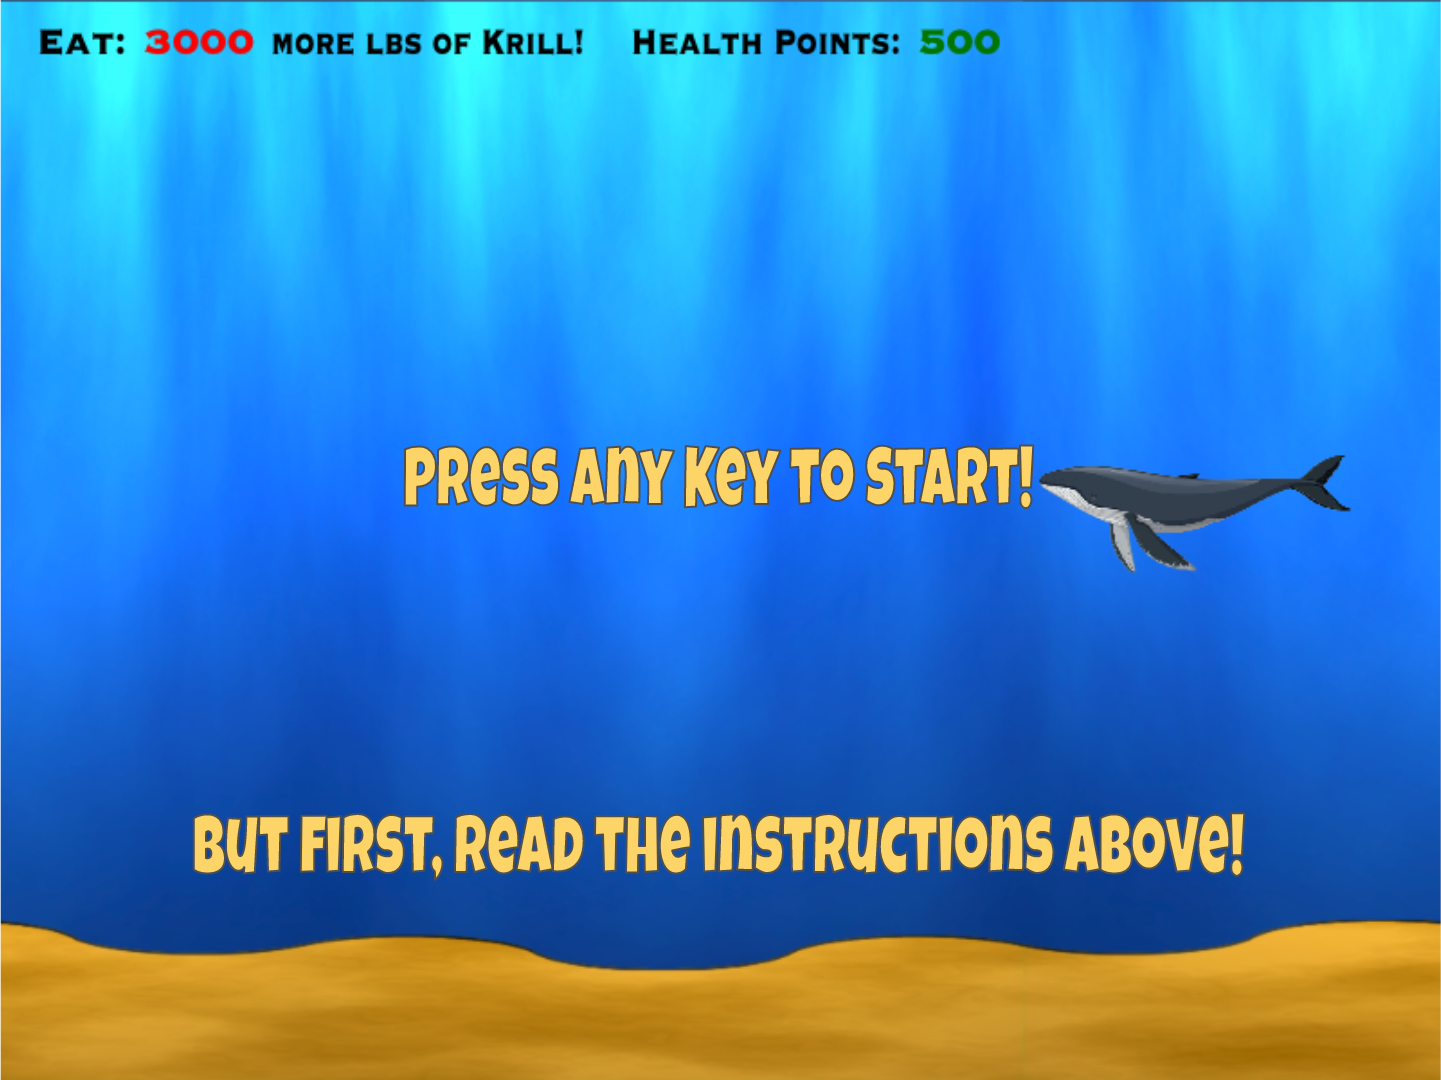 Eat: 3000 more lbs of Krill! Health Points: 500
Press any key to start!
But first, read the instructions above!